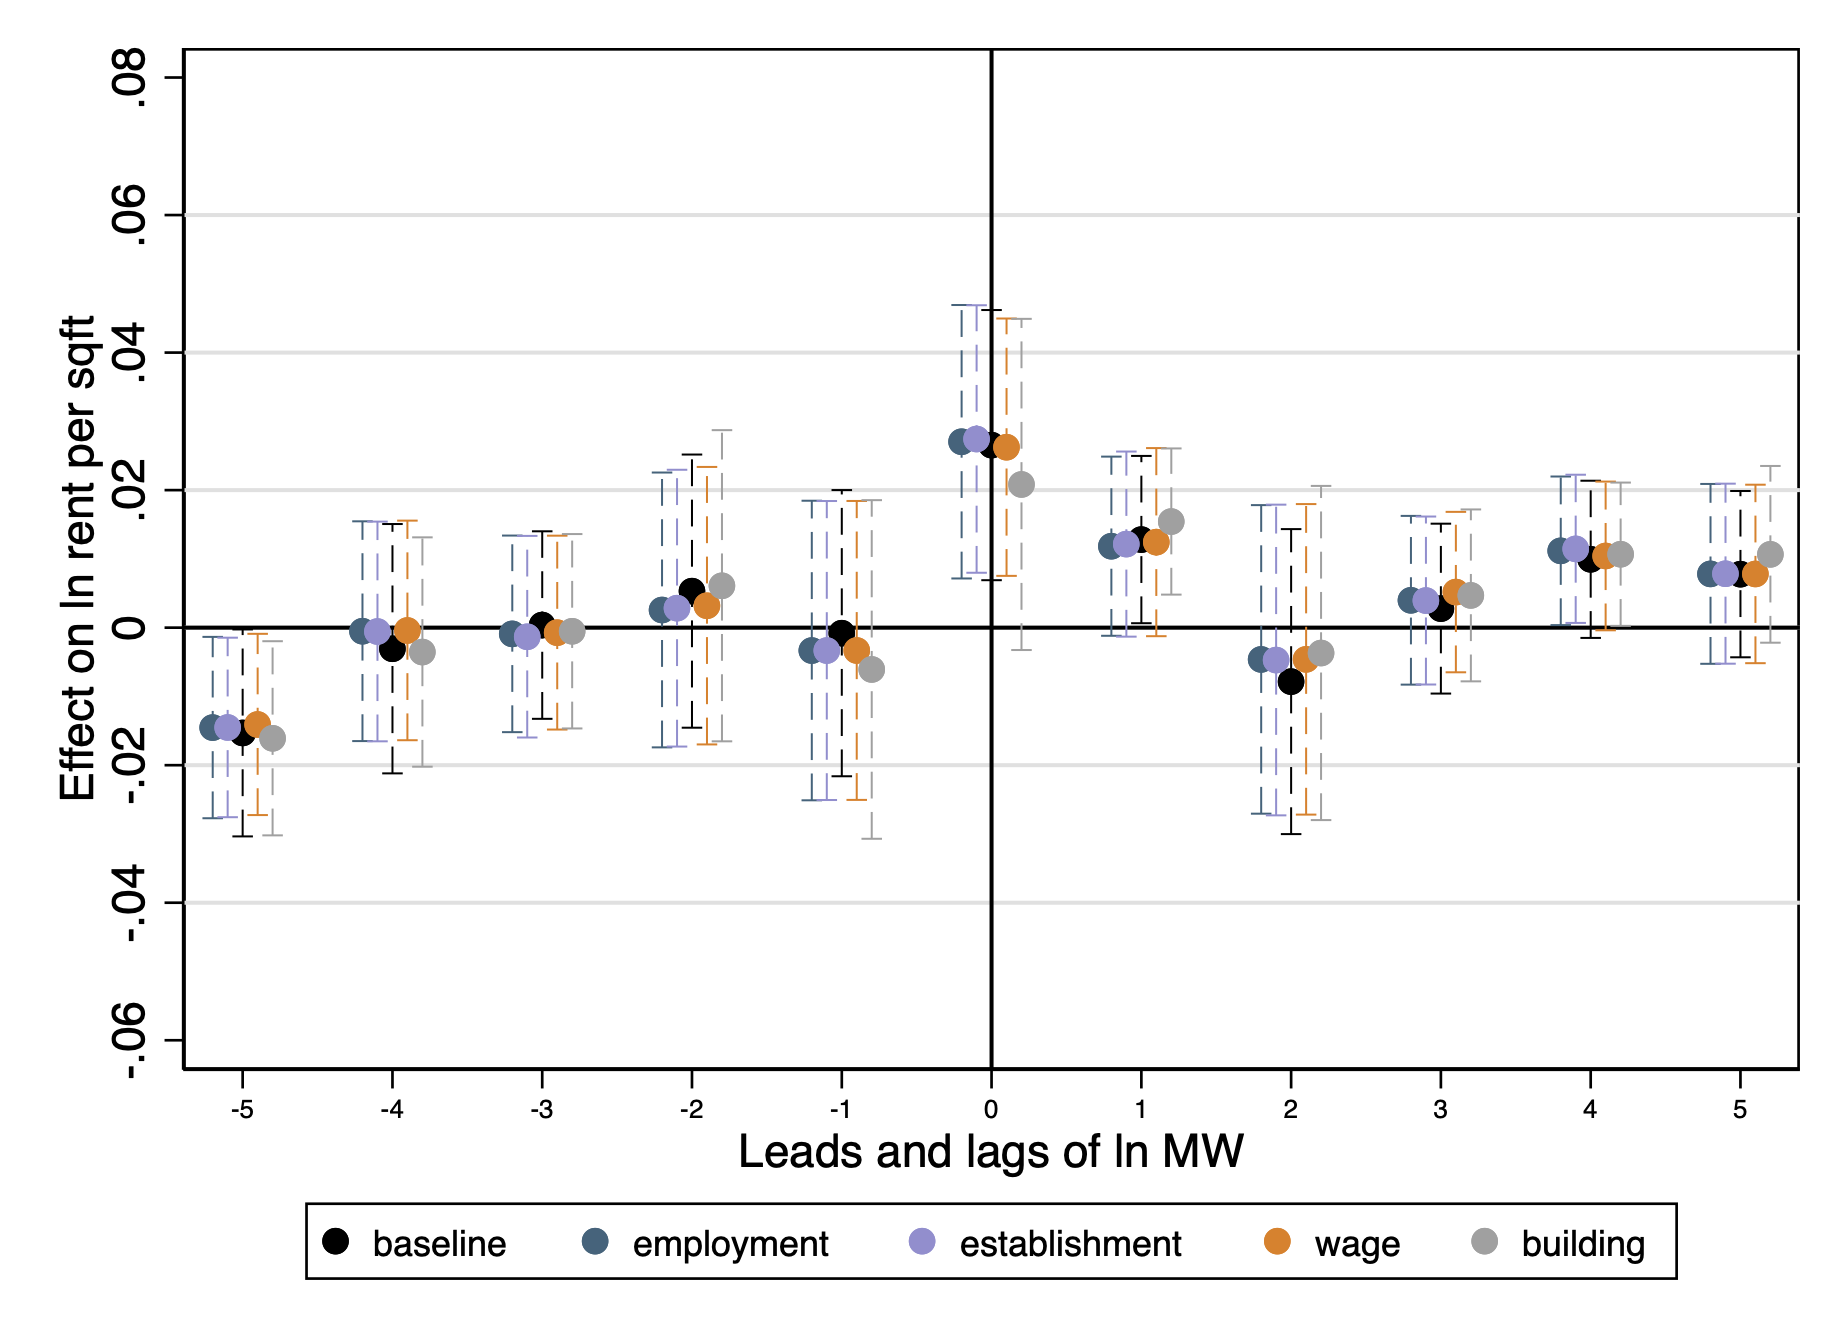 .08
.06
.04
.02
0
-.02
-.04
-.06
Effect on ln rent per sqft
-5 -4 -3 -2 -1 0 1 2 3 4 5
Leads and lags of ln MW
baseline employment establishment wage building